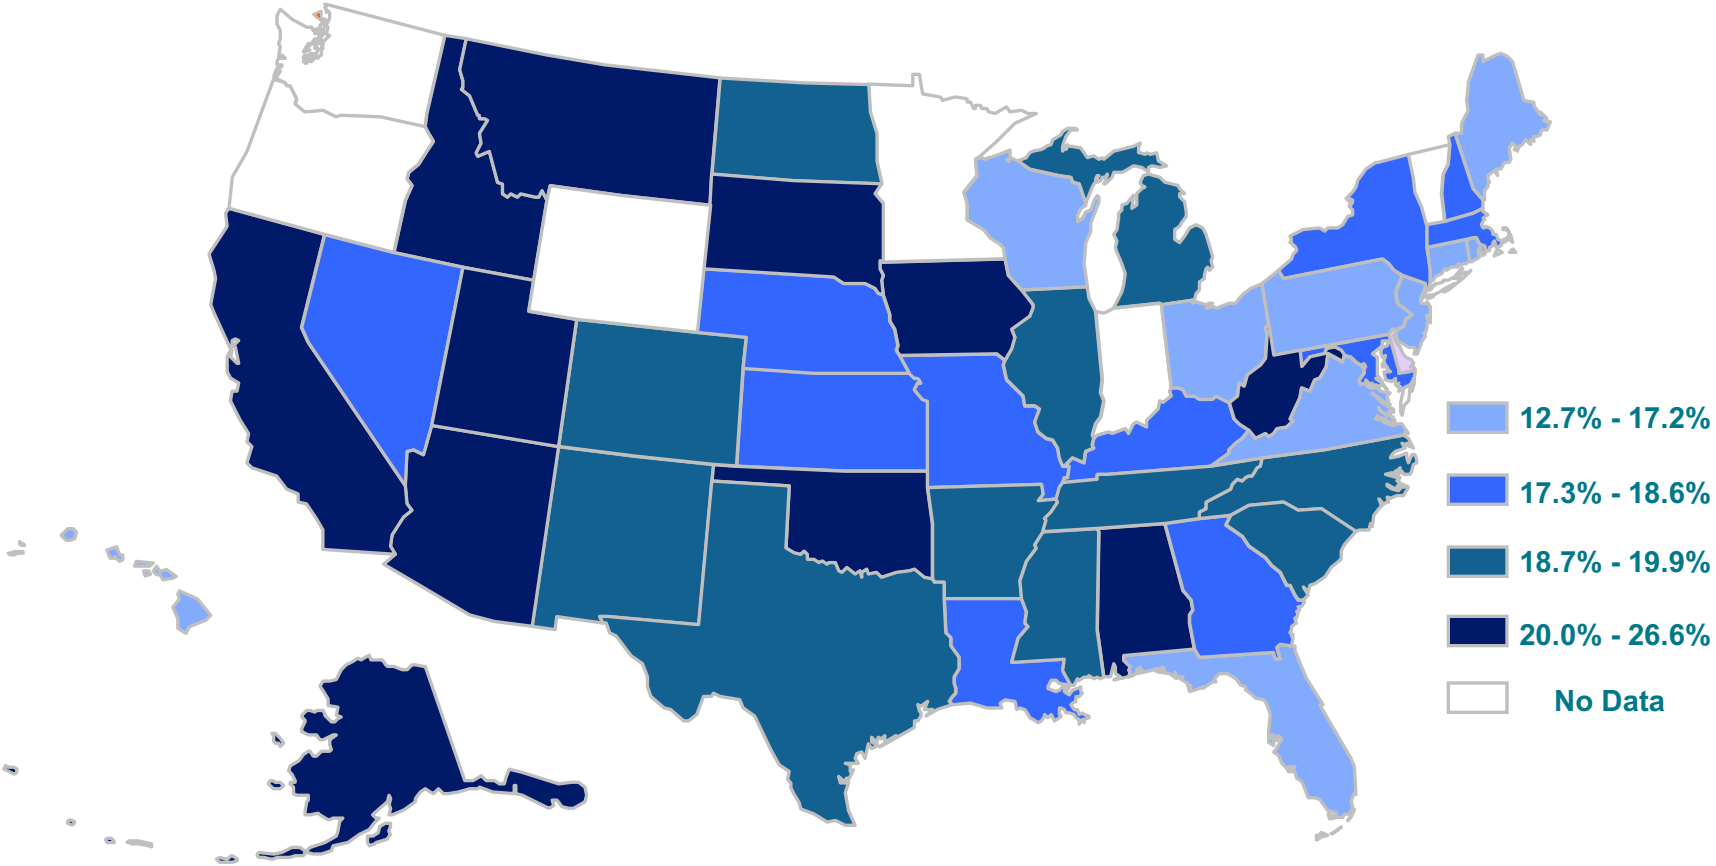 12.7% - 17.2%
17.3% - 18.6%
18.7% - 19.9%
20.0% - 26.6%
No Data